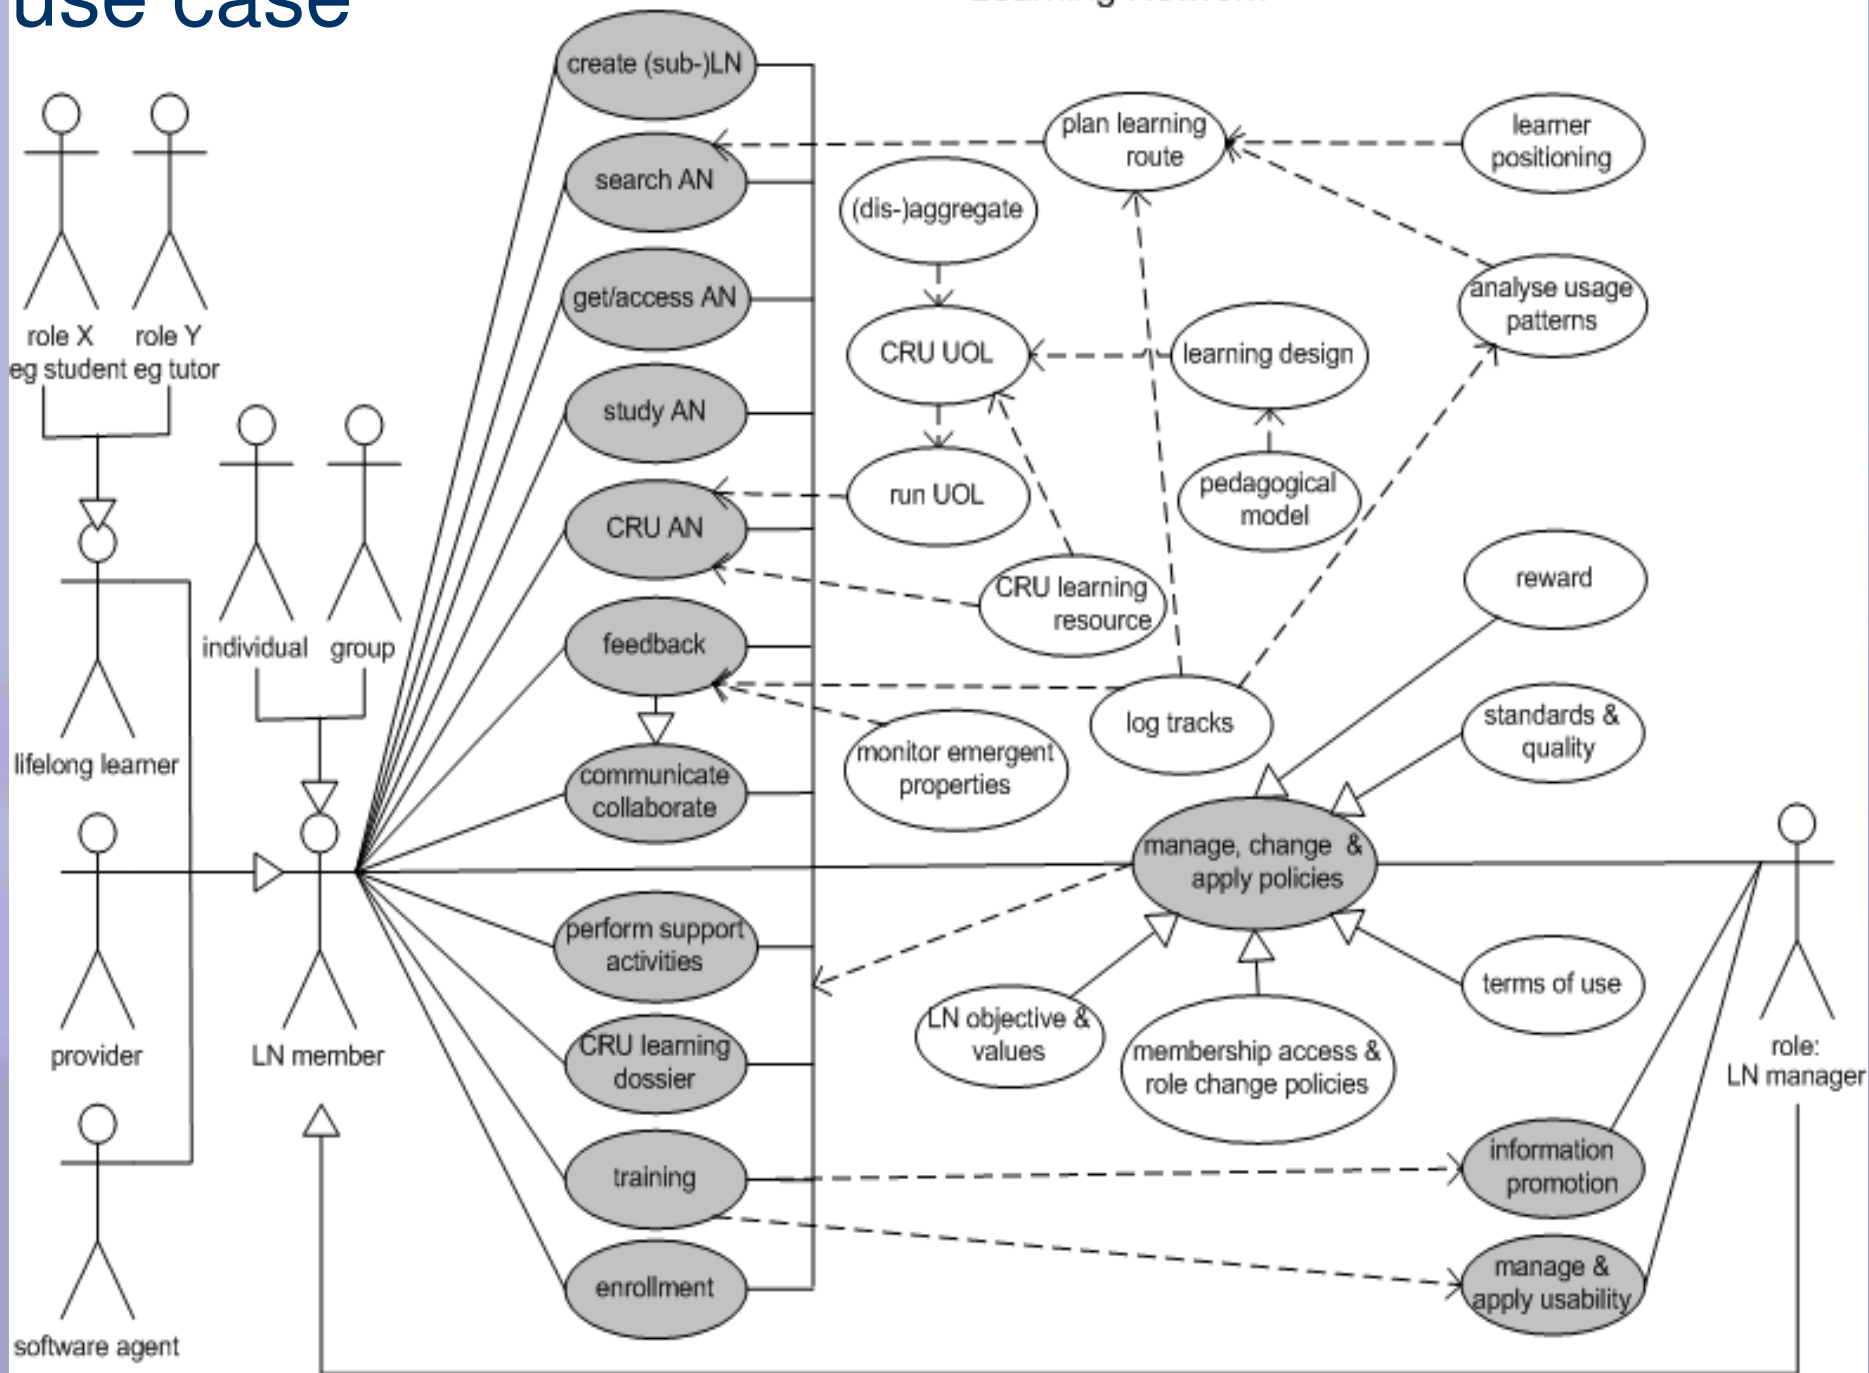 use case
Learning Network
create (sub-)LN
search AN
get/access AN
study AN
CRU AN
feedback
communicate
collaborate
perform support
activities
CRU learning
dossier
training
enrollment
role X
eg student
role Y
eg tutor
individual
group
lifelong learner
provider
LN member
software agent
plan learning
route
learner
positioning
(dis-)aggregate
analyse usage
patterns
CRU UOL
learning design
run UOL
pedagogical
model
CRU learning
resource
reward
log tracks
standards &
quality
monitor emergent
properties
manage, change &
apply policies
LN objective &
values
membership access &
role change policies
terms of use
role:
LN manager
information
promotion
manage &
apply usability